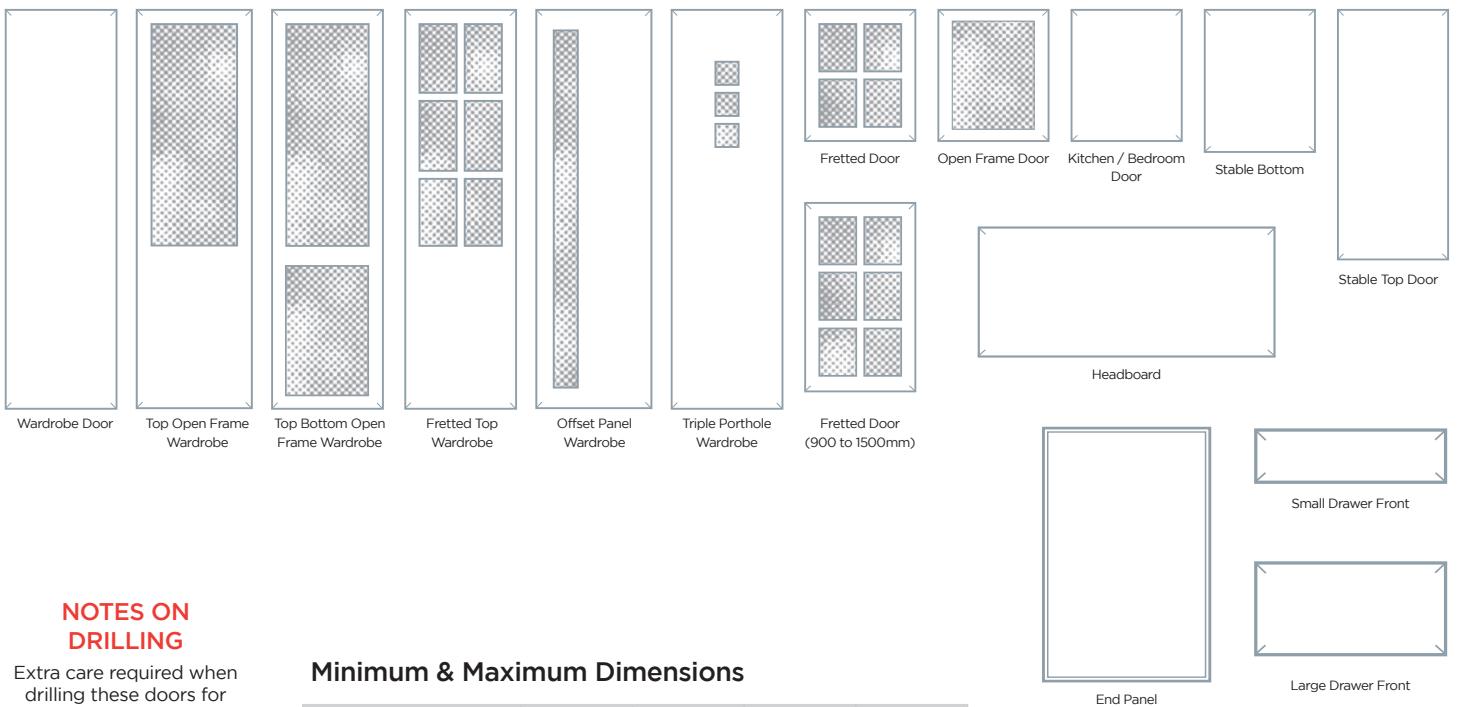 Fretted Door
Open Frame Door
Kitchen / Bedroom
Door
Stable Bottom
Stable Top Door
Headboard
Wardrobe Door
Top Open Frame
Wardrobe
Top Bottom Open
Frame Wardrobe
Fretted Top
Wardrobe
Offset Panel
Wardrobe
Triple Porthole
Wardrobe
Fretted Door
(900 to 1500mm)
Small Drawer Front
NOTES ON
DRILLING
Extra care required when
drilling these doors for
Minimum & Maximum Dimensions
End Panel
Large Drawer Front